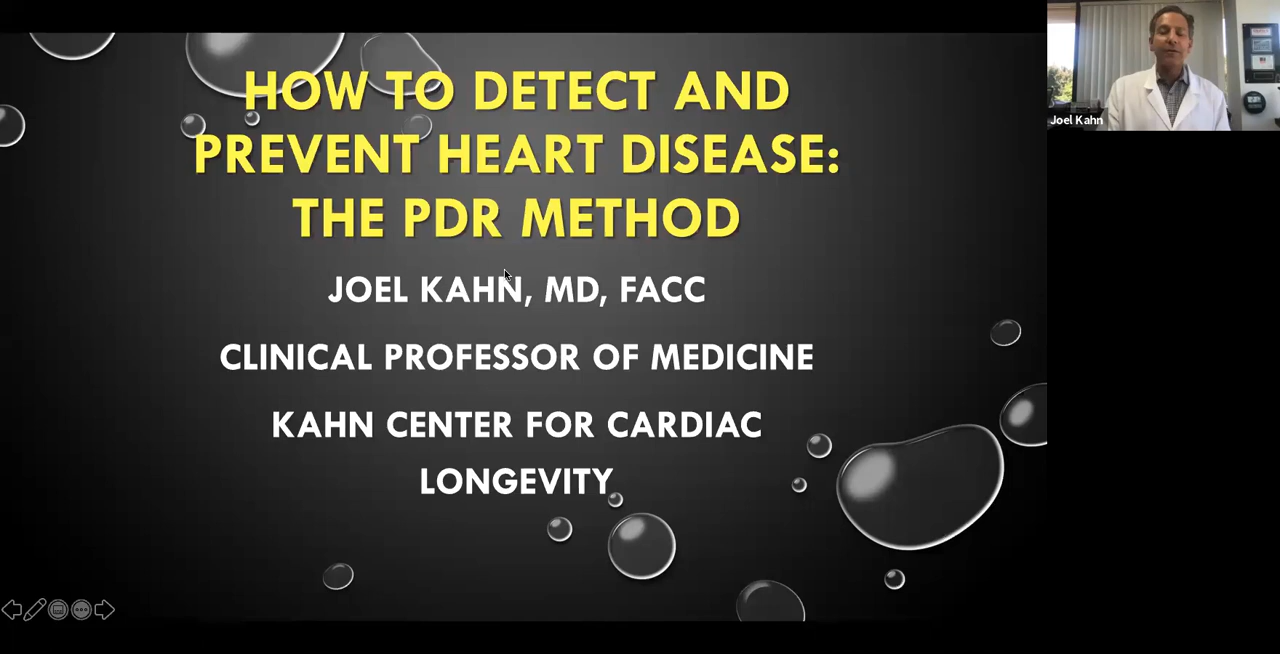 HOW TO DETECT AND
PREVENT HEART DISEASE:
THE PDR METHOD
JOEL KAHN, MD, FACC
CLINICAL PROFESSOR OF MEDICINE
KAHN CENTER FOR CARDIAC
LONGEVITY
Joel Kahn